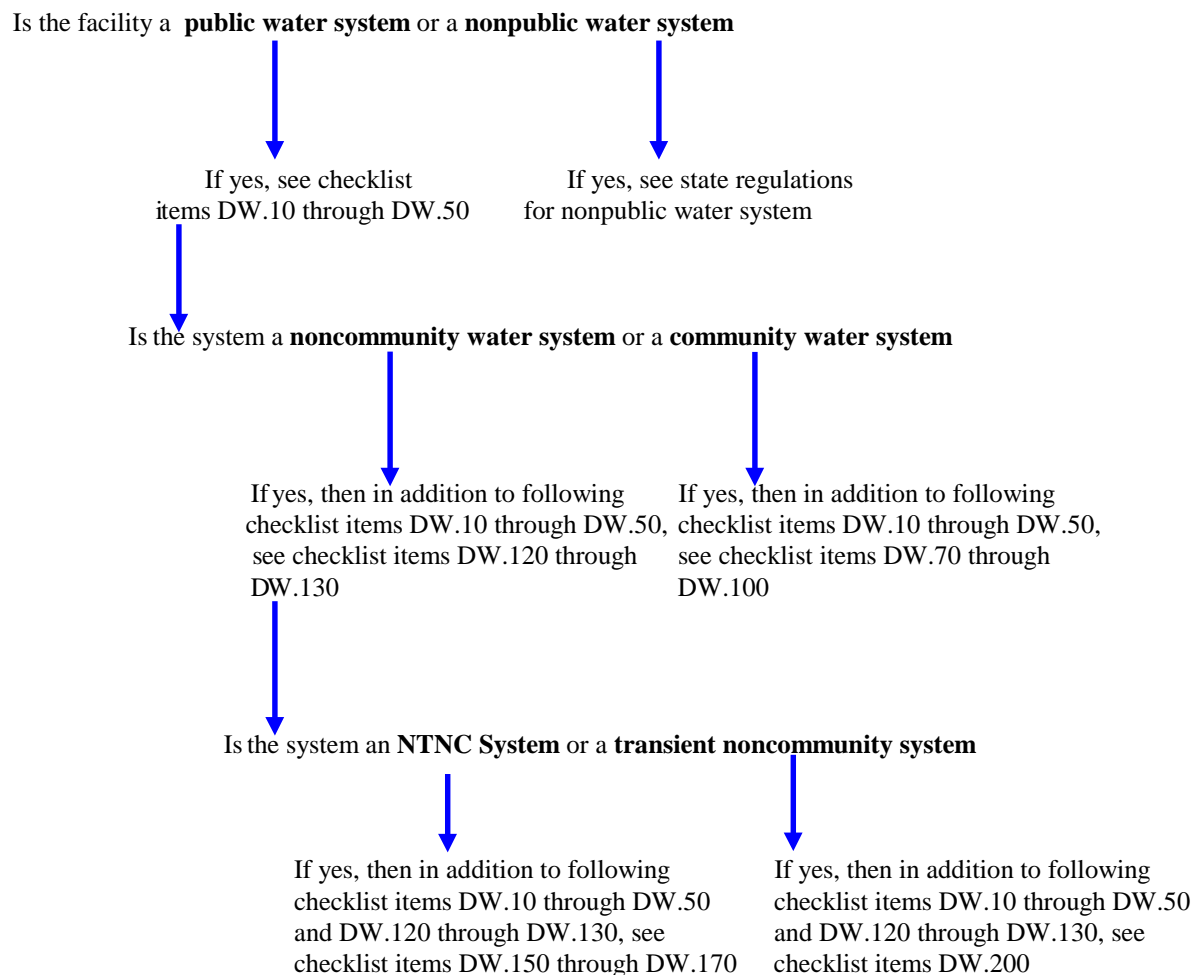 Is the facility a public water system or a nonpublic water system
If yes, see checklist
items DW.10 through DW.50
If yes, see state regulations
for nonpublic water system
Is the system a noncommunity water system or a community water system
If yes, then in addition to following
checklist items DW.10 through DW.50,
see checklist items DW.120 through
DW.130
If yes, then in addition to following
checklist items DW.10 through DW.50,
see checklist items DW.70 through
DW.100
Is the system an NTNC System or a transient noncommunity system
If yes, then in addition to following
checklist items DW.10 through DW.50
and DW.120 through DW.130, see
checklist items DW.150 through DW.170
If yes, then in addition to following
checklist items DW.10 through DW.50
and DW.120 through DW.130, see
checklist items DW.200